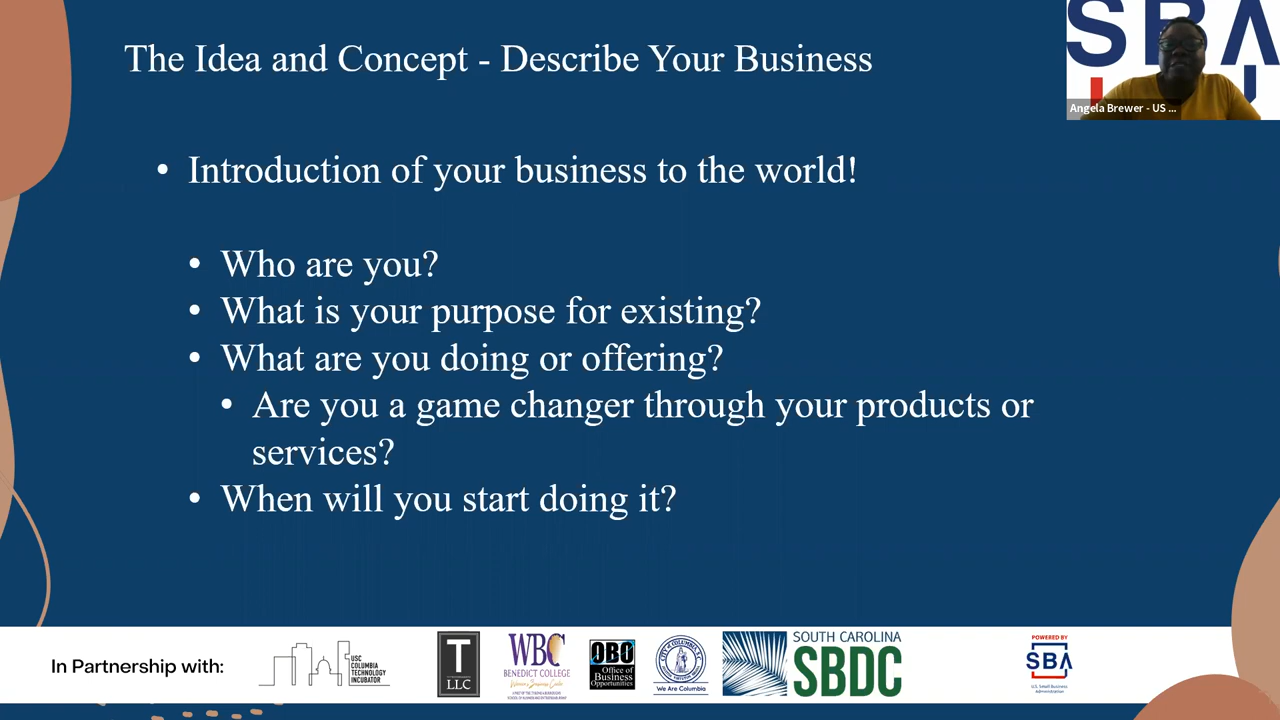 The Idea and Concept - Describe Your Business
SBA
Angela Brewer - US ...
• Introduction of your business to the world!
• Who are you?
• What is your purpose for existing?
• What are you doing or offering?
• Are you a game changer through your products or
services?
• When will you start doing it?
In Partnership with:
USC
COLUMBIA
TECHNOLOGY
INCUBATOR
T
LLC
WBC
BENEDICT COLLEGE
Women's Business Center
OBO
Office of
Business
Opportunities
We Are Columbia
SOUTH CAROLINA
SBDC
POWERED BY
SBA
U.S. Small Business
Administration